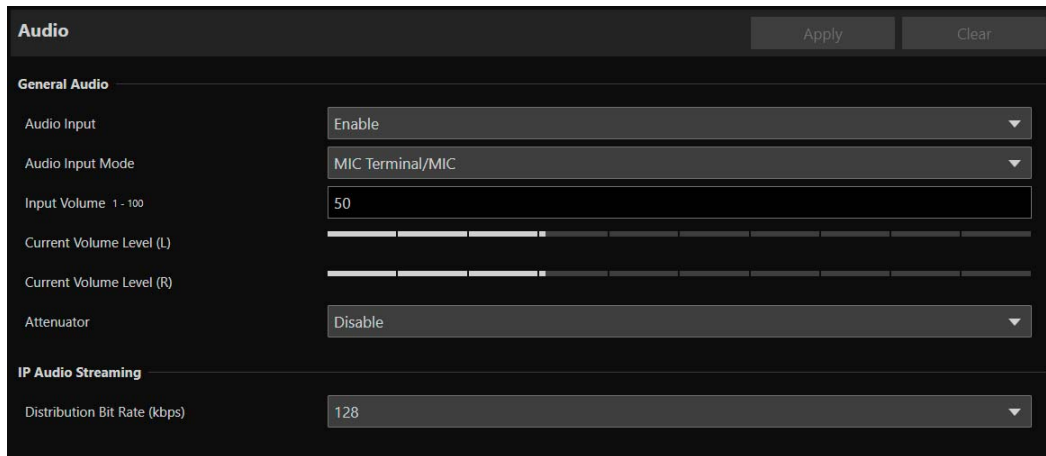 Audio Apply Clear
General Audio
Audio Input Enable
Audio Input Mode MIC Terminal/MIC
Input Volume 1 - 100 50
Current Volume Level (L)
Current Volume Level (R)
Attenuator Disable
IP Audio Streaming
Distribution Bit Rate (kbps) 128